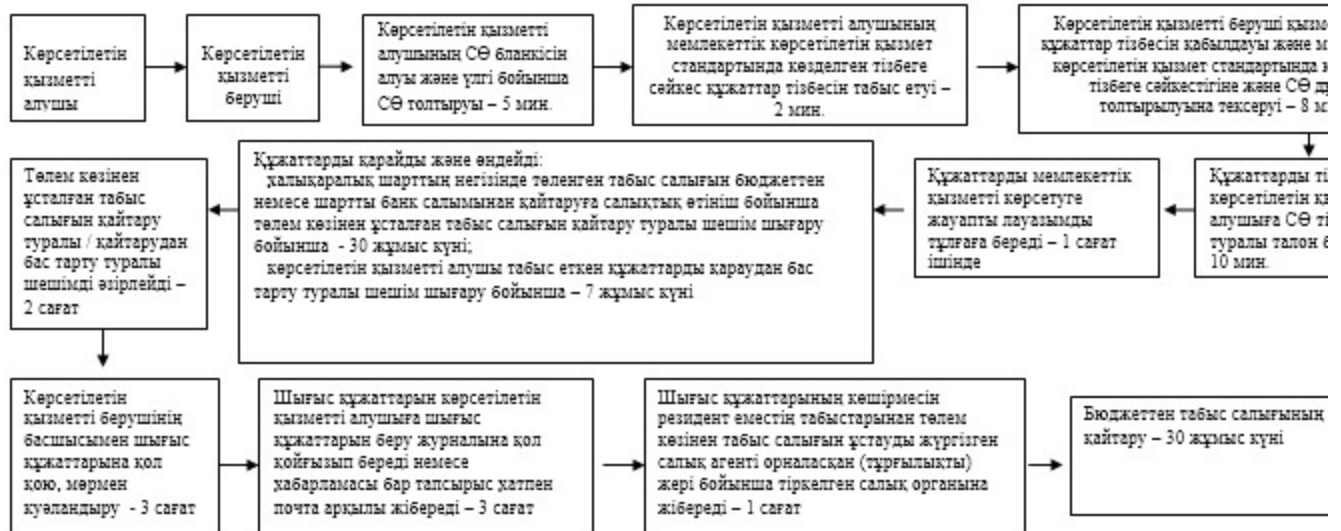 Көрсетілетін
қызметті
алушы
Көрсетілетін
қызметті
беруші
Көрсетілетін қызметті
алушының СӨ бланкісін
алуы және үлгі бойынша
СӨ толтыруы – 5 мин.
Көрсетілетін қызметті алушының
мемлекеттік көрсетілетін қызмет
стандартында көзделген тізбеге
сәйкес құжаттар тізбесін табыс етуі –
2 мин.
Көрсетілетін қызметті беруші
құжаттар тізбесін қабылдауы және
көрсетілетін қызмет стандартында
тізбеге сәйкестігіне және СӨ
толтырылуына тексеруі – 8
Құжаттарды
көрсетілетін
алушыға СӨ
туралы талон
10 мин.
Құжаттарды мемлекеттік
қызметті көрсетуге
жауапты лауазымды
тұлғаға береді – 1 сағат
ішінде
Құжаттарды қарайды және өңдейді:
халықаралық шарттың негізінде төленген табыс салығын бюджеттен
немесе шартты банк салымынан қайтаруға салықтық өтініш бойынша
төлем көзінен ұсталған табыс салығын қайтару туралы шешім шығару
бойынша - 30 жұмыс күні;
көрсетілетін қызметті алушы табыс еткен құжаттарды қараудан бас
тарту туралы шешім шығару бойынша – 7 жұмыс күні
Төлем көзінен
ұсталған табыс
салығын қайтару
туралы / қайтарудан
бас тарту туралы
шешімді әзірлейді –
2 сағат
Көрсетілетін
қызметті берушінің
басшысымен шығыс
құжаттарына қол
қою, мөрмен
куәландыру - 3 сағат
Шығыс құжаттарын көрсетілетін
қызметті алушыға шығыс
құжаттарын беру журналына қол
қойғызып береді немесе
хабарламасы бар тапсырыс хатпен
почта арқылы жібереді – 3 сағат
Шығыс құжаттарының көшірмесін
резидент еместің табыстарынан төлем
көзінен табыс салығын ұстауды жүргізген
салық агенті орналасқан (тұрғылықты)
жері бойынша тіркелген салық органына
жібереді – 1 сағат
Бюджеттен табыс салығының
қайтару – 30 жұмыс күні